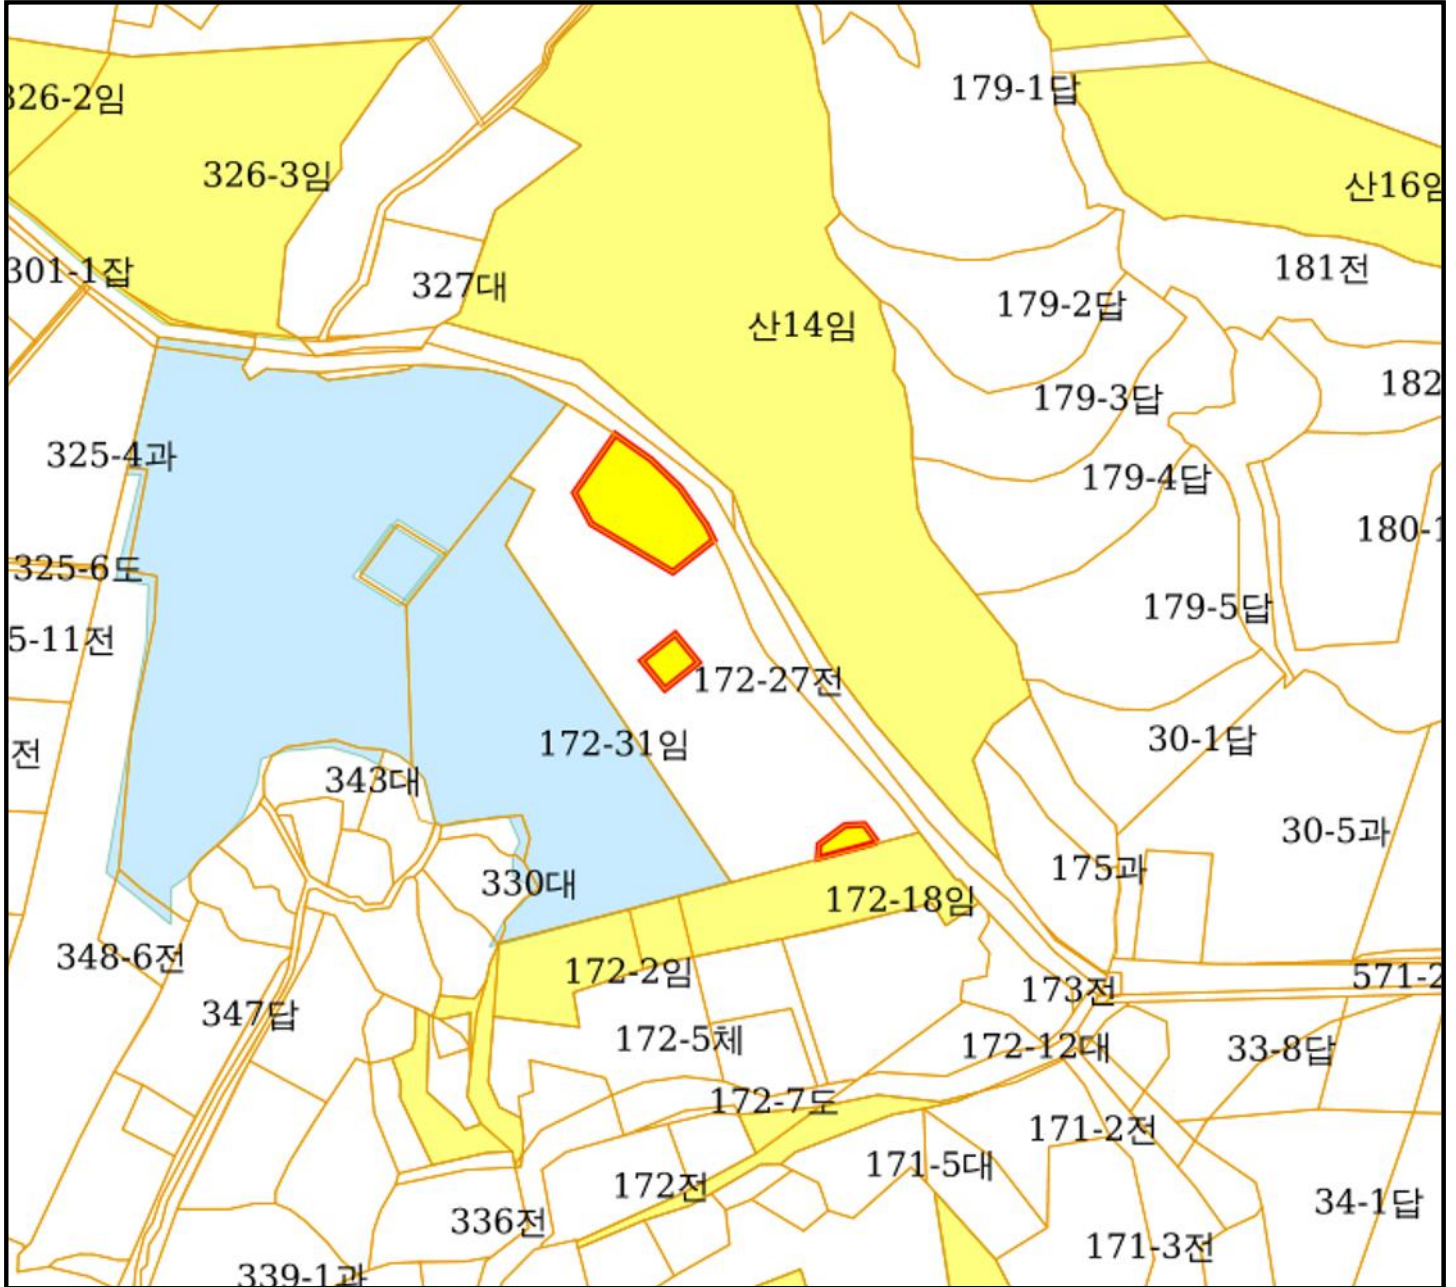 179-1답
326-2임
326-3임
산16임
301-1잡
181전
327대
179-2답
산14임
182
179-3답
325-4과
179-4답
180-1
325-6도
179-5답
5-11전
172-27전
30-1답
172-31임
전
343대
30-5과
175과
330대
172-18임
348-6전
172-2임
571-2
173전
347답
172-5체
172-12대
33-8답
172-7도
171-2전
171-5대
172전
34-1답
336전
171-3전
339-1과